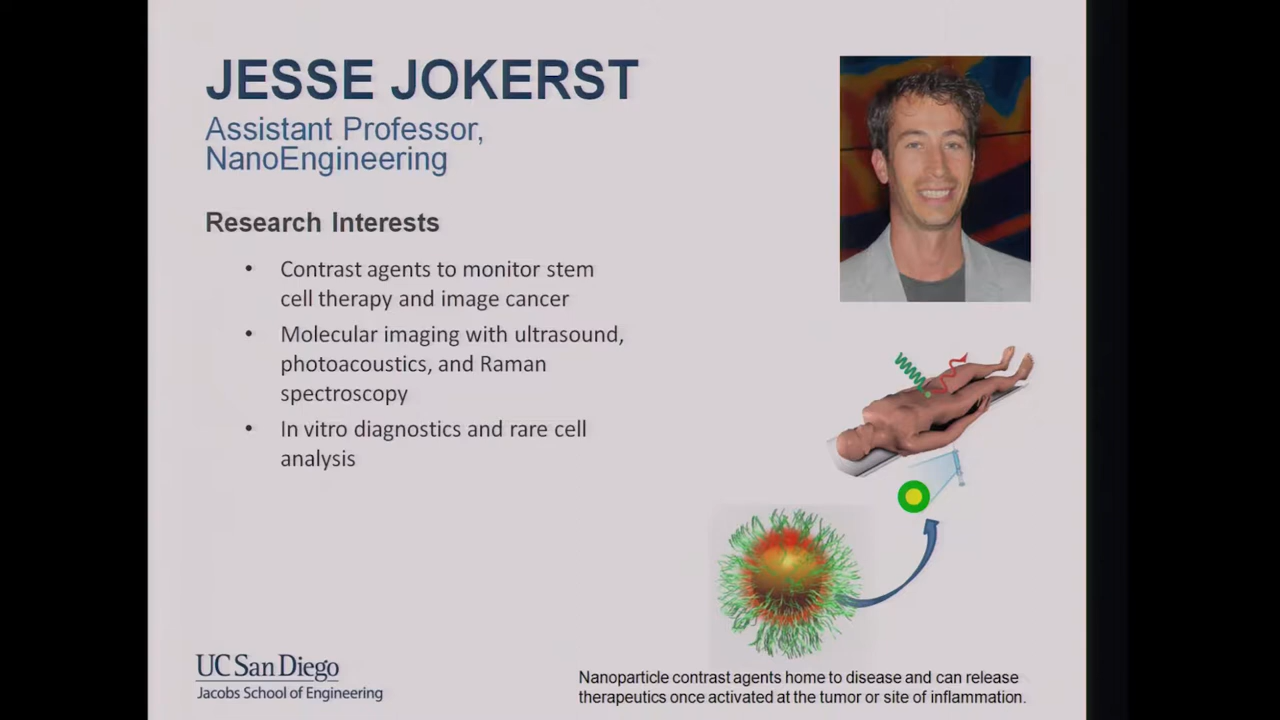 JESSE JOKERST
Assistant Professor,
NanoEngineering
Research Interests
• Contrast agents to monitor stem
cell therapy and image cancer
• Molecular imaging with ultrasound,
photoacoustics, and Raman
spectroscopy
• In vitro diagnostics and rare cell
analysis
UC San Diego
Jacobs School of Engineering
Nanoparticle contrast agents home to disease and can release
therapeutics once activated at the tumor or site of inflammation.